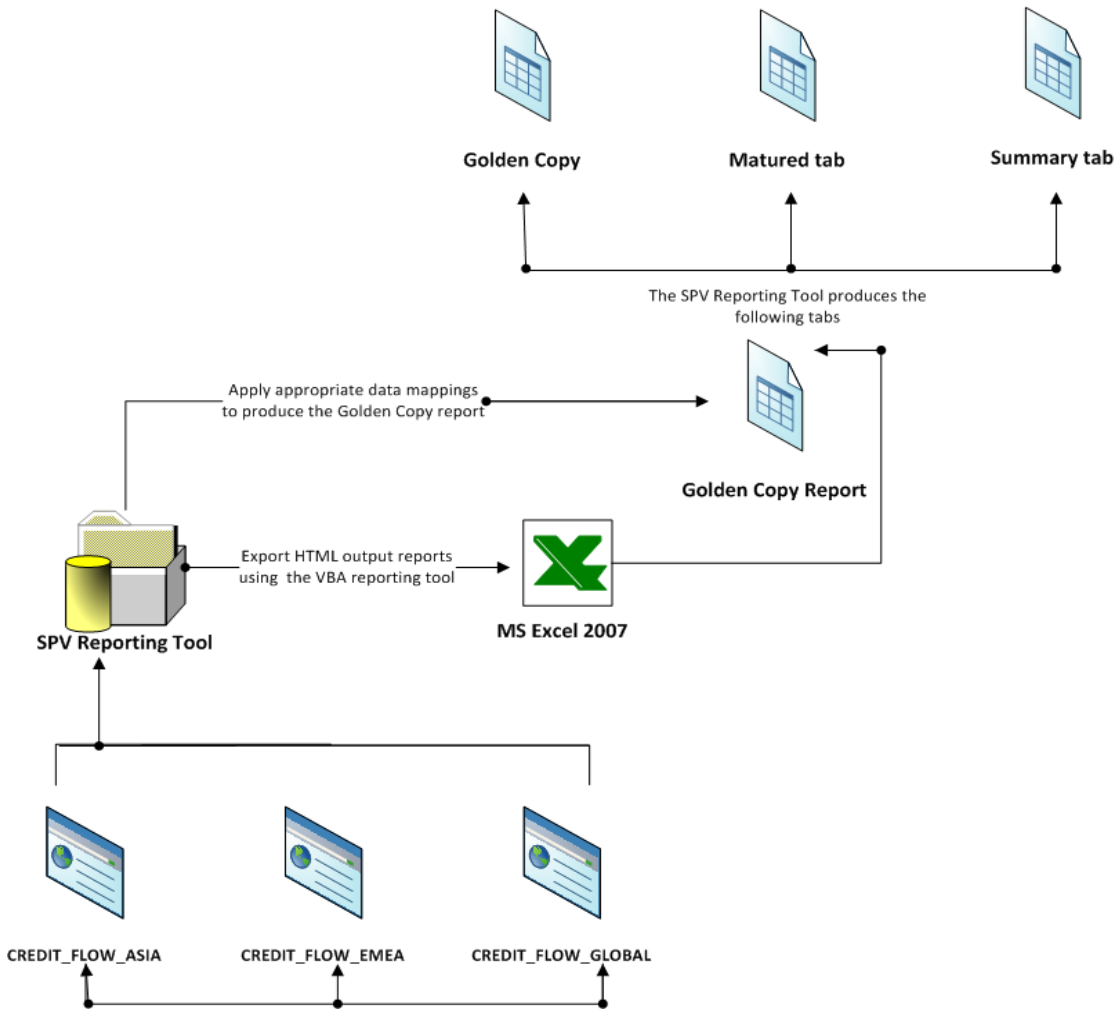 Golden Copy
Matured tab
Summary tab
The SPV Reporting Tool produces the
following tabs
Apply appropriate data mappings
to produce the Golden Copy report
Golden Copy Report
Export HTML output reports
using the VBA reporting tool
SPV Reporting Tool
MS Excel 2007
CREDIT_FLOW_ASIA
CREDIT_FLOW_EMEA
CREDIT_FLOW_GLOBAL